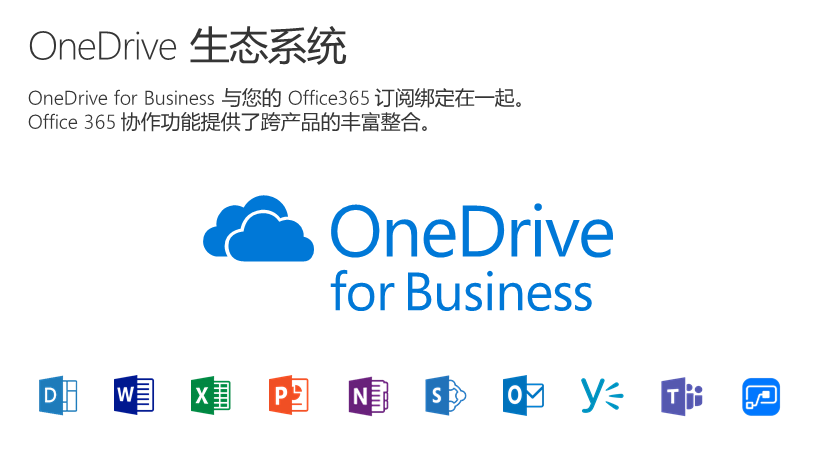 OneDrive 生态系统
OneDrive for Business 与您的 Office365 订阅绑定在一起。
Office 365 协作功能提供了跨产品的丰富整合。
OneDrive
for Business
D W X P N S O Y T